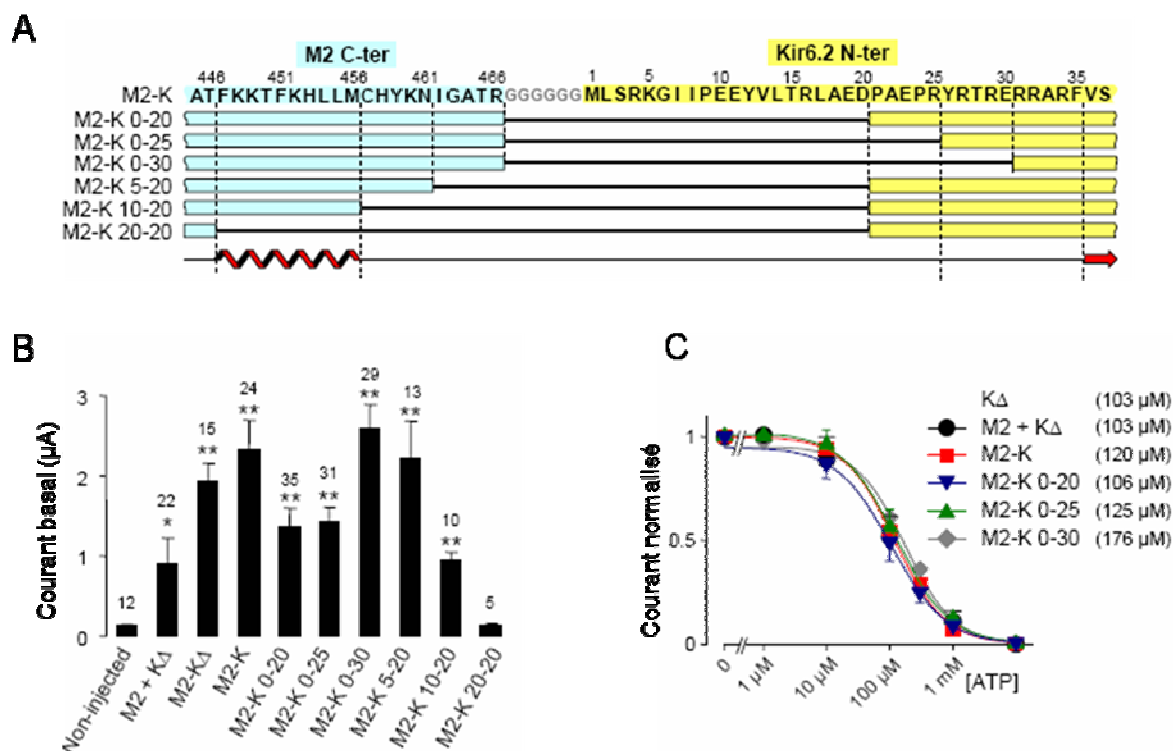 A
M2 C-ter
Kir6.2 N-ter
446 451 456 461 466 1 5 10 15 20 25 30 35
M2-K ATFKKTFKHLLMCHYKNIGATRGGGGGGMLSRKGIIPEEYVLTRLAEDPAEPRYRTRERRARFVS
M2-K 0-20
M2-K 0-25
M2-K 0-30
M2-K 5-20
M2-K 10-20
M2-K 20-20
B
Courant basal (µA)
3
2
1
0
12
22
*
15
**
24
**
35
**
31
**
29
**
13
**
10
**
5
Non-injected
M2 + KΔ
M2-KΔ
M2-K
M2-K 0-20
M2-K 0-25
M2-K 0-30
M2-K 5-20
M2-K 10-20
M2-K 20-20
C
Courant normalisé
1
0.5
0
KΔ (103 µM)
M2 + KΔ (103 µM)
M2-K (120 µM)
M2-K 0-20 (106 µM)
M2-K 0-25 (125 µM)
M2-K 0-30 (176 µM)
0
1 µM
10 µM
100 µM
1 mM
[ATP]